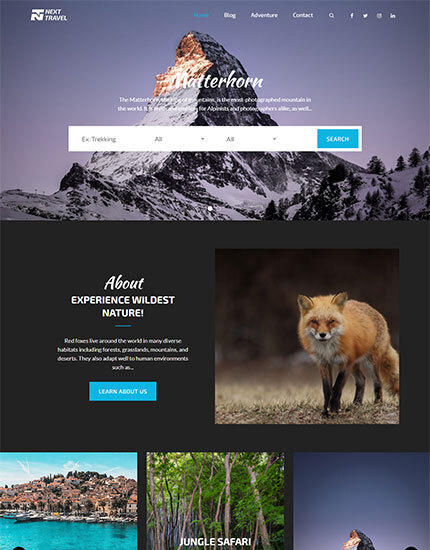 NEXT
TRAVEL
Home Blog Adventure Contact
Matterhorn
The Matterhorn, the king of mountains, is the most-photographed mountain in
the world. It is and for Alpinists and photographers alike, as well...
Ex: Trekking All All SEARCH
About
EXPERIENCE WILDEST
NATURE!
Red foxes live around the world in many diverse
habitats including forests, grasslands, mountains, and
deserts. They also adapt well to human environments
such as...
LEARN ABOUT US
JUNGLE SAFARI